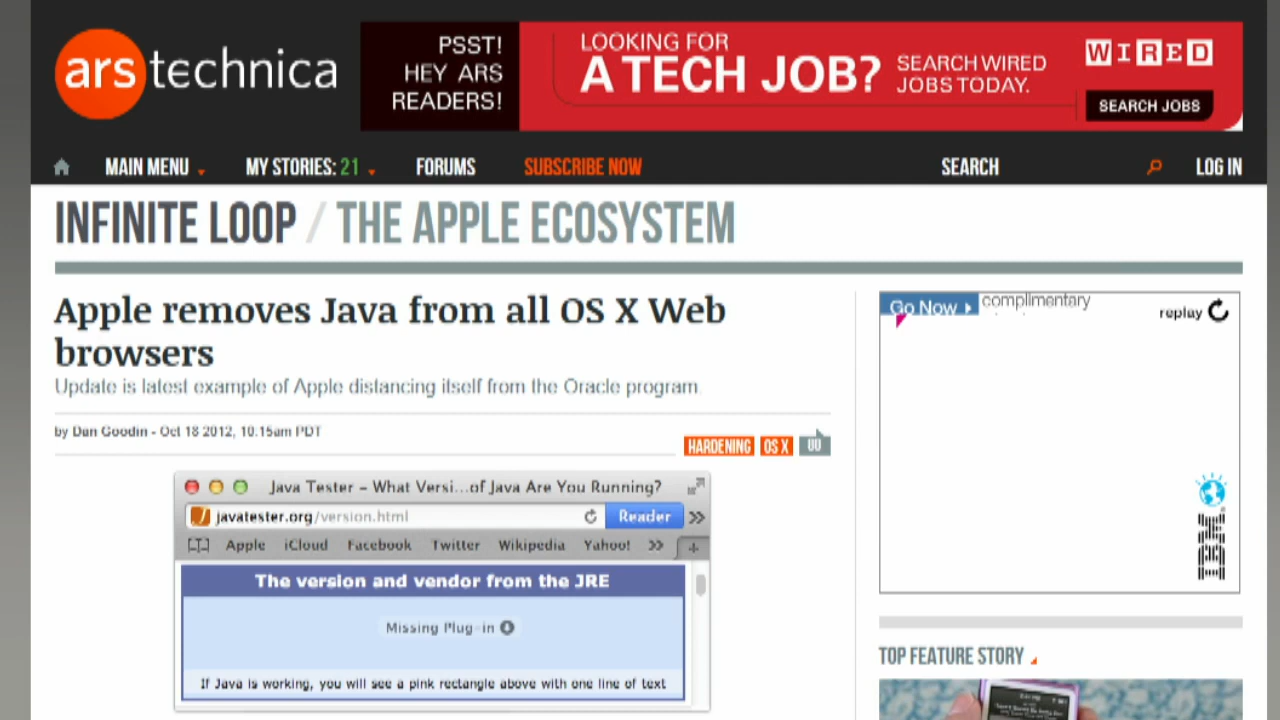 ars technica
PSST!
HEY ARS
READERS!
LOOKING FOR
A TECH JOB?
SEARCH WIRED
JOBS TODAY.
WIRED
SEARCH JOBS
MAIN MENU
MY STORIES: 21
FORUMS
SUBSCRIBE NOW
SEARCH
LOG IN
INFINITE LOOP / THE APPLE ECOSYSTEM
Apple removes Java from all OS X Web
browsers
Update is latest example of Apple distancing itself from the Oracle program.
by Dan Goodin - Oct 18 2012, 10:15am PDT
HARDENING
OS X
Java Tester – What Versi...of Java Are You Running?
javatester.org/version.html
Reader
Apple iCloud Facebook Twitter Wikipedia Yahoo!
The version and vendor from the JRE
Missing Plug-in
If Java is working, you will see a pink rectangle above with one line of text
Go Now
complimentary
replay
IBM
TOP FEATURE STORY